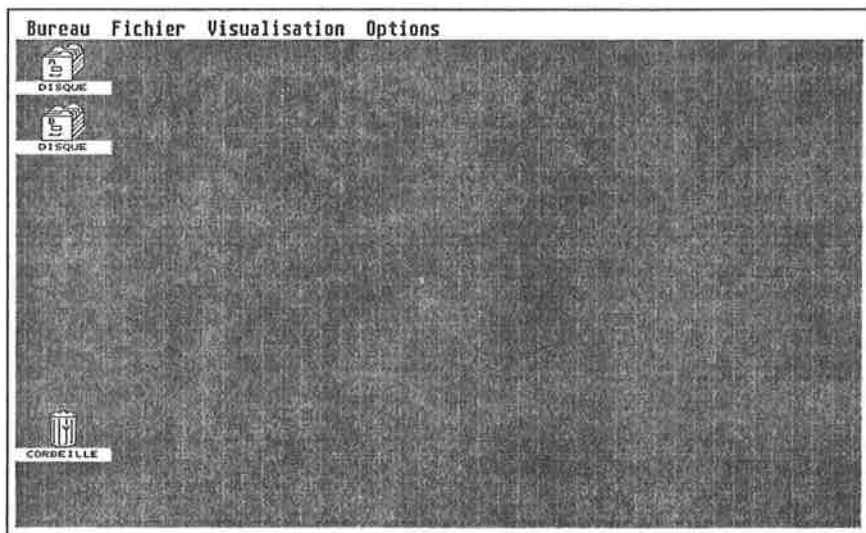 Bureau Fichier Visualisation Options
A
DISQUE
B
DISQUE
CORBEILLE